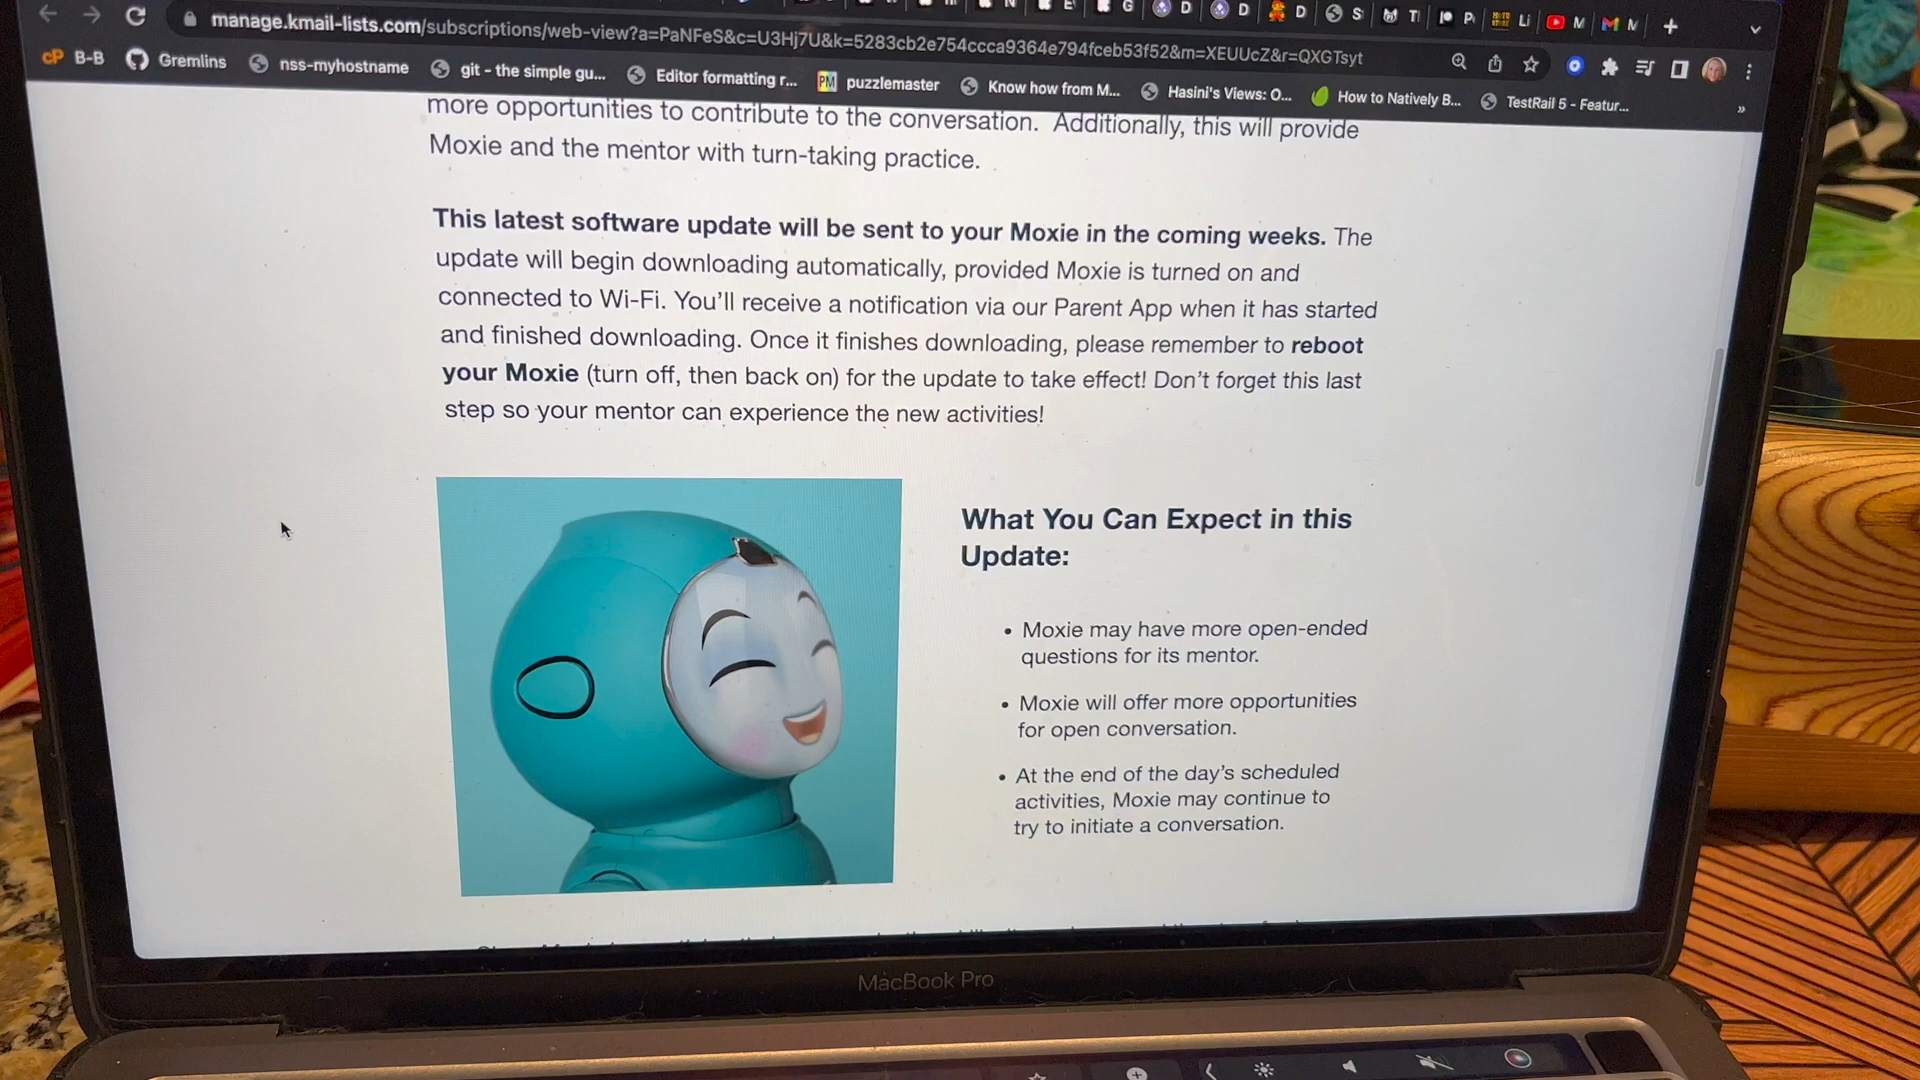 manage.kmail-lists.com/subscriptions/web-view?a=PaNFeS&c=U3Hj7U&k=5283cb2e754ccca9364e794fceb53f52&m=XEUUcZ&r=QXGTsyt
B-B Gremlins nss-myhostname git - the simple gu... Editor formatting r... PM puzzlemaster Know how from M... Hasini's Views: O... How to Natively B... TestRail 5 - Featur... »
more opportunities to contribute to the conversation. Additionally, this will provide
Moxie and the mentor with turn-taking practice.
This latest software update will be sent to your Moxie in the coming weeks. The
update will begin downloading automatically, provided Moxie is turned on and
connected to Wi-Fi. You'll receive a notification via our Parent App when it has started
and finished downloading. Once it finishes downloading, please remember to reboot
your Moxie (turn off, then back on) for the update to take effect! Don't forget this last
step so your mentor can experience the new activities!
What You Can Expect in this
Update:
• Moxie may have more open-ended
questions for its mentor.
• Moxie will offer more opportunities
for open conversation.
• At the end of the day's scheduled
activities, Moxie may continue to
try to initiate a conversation.
MacBook Pro